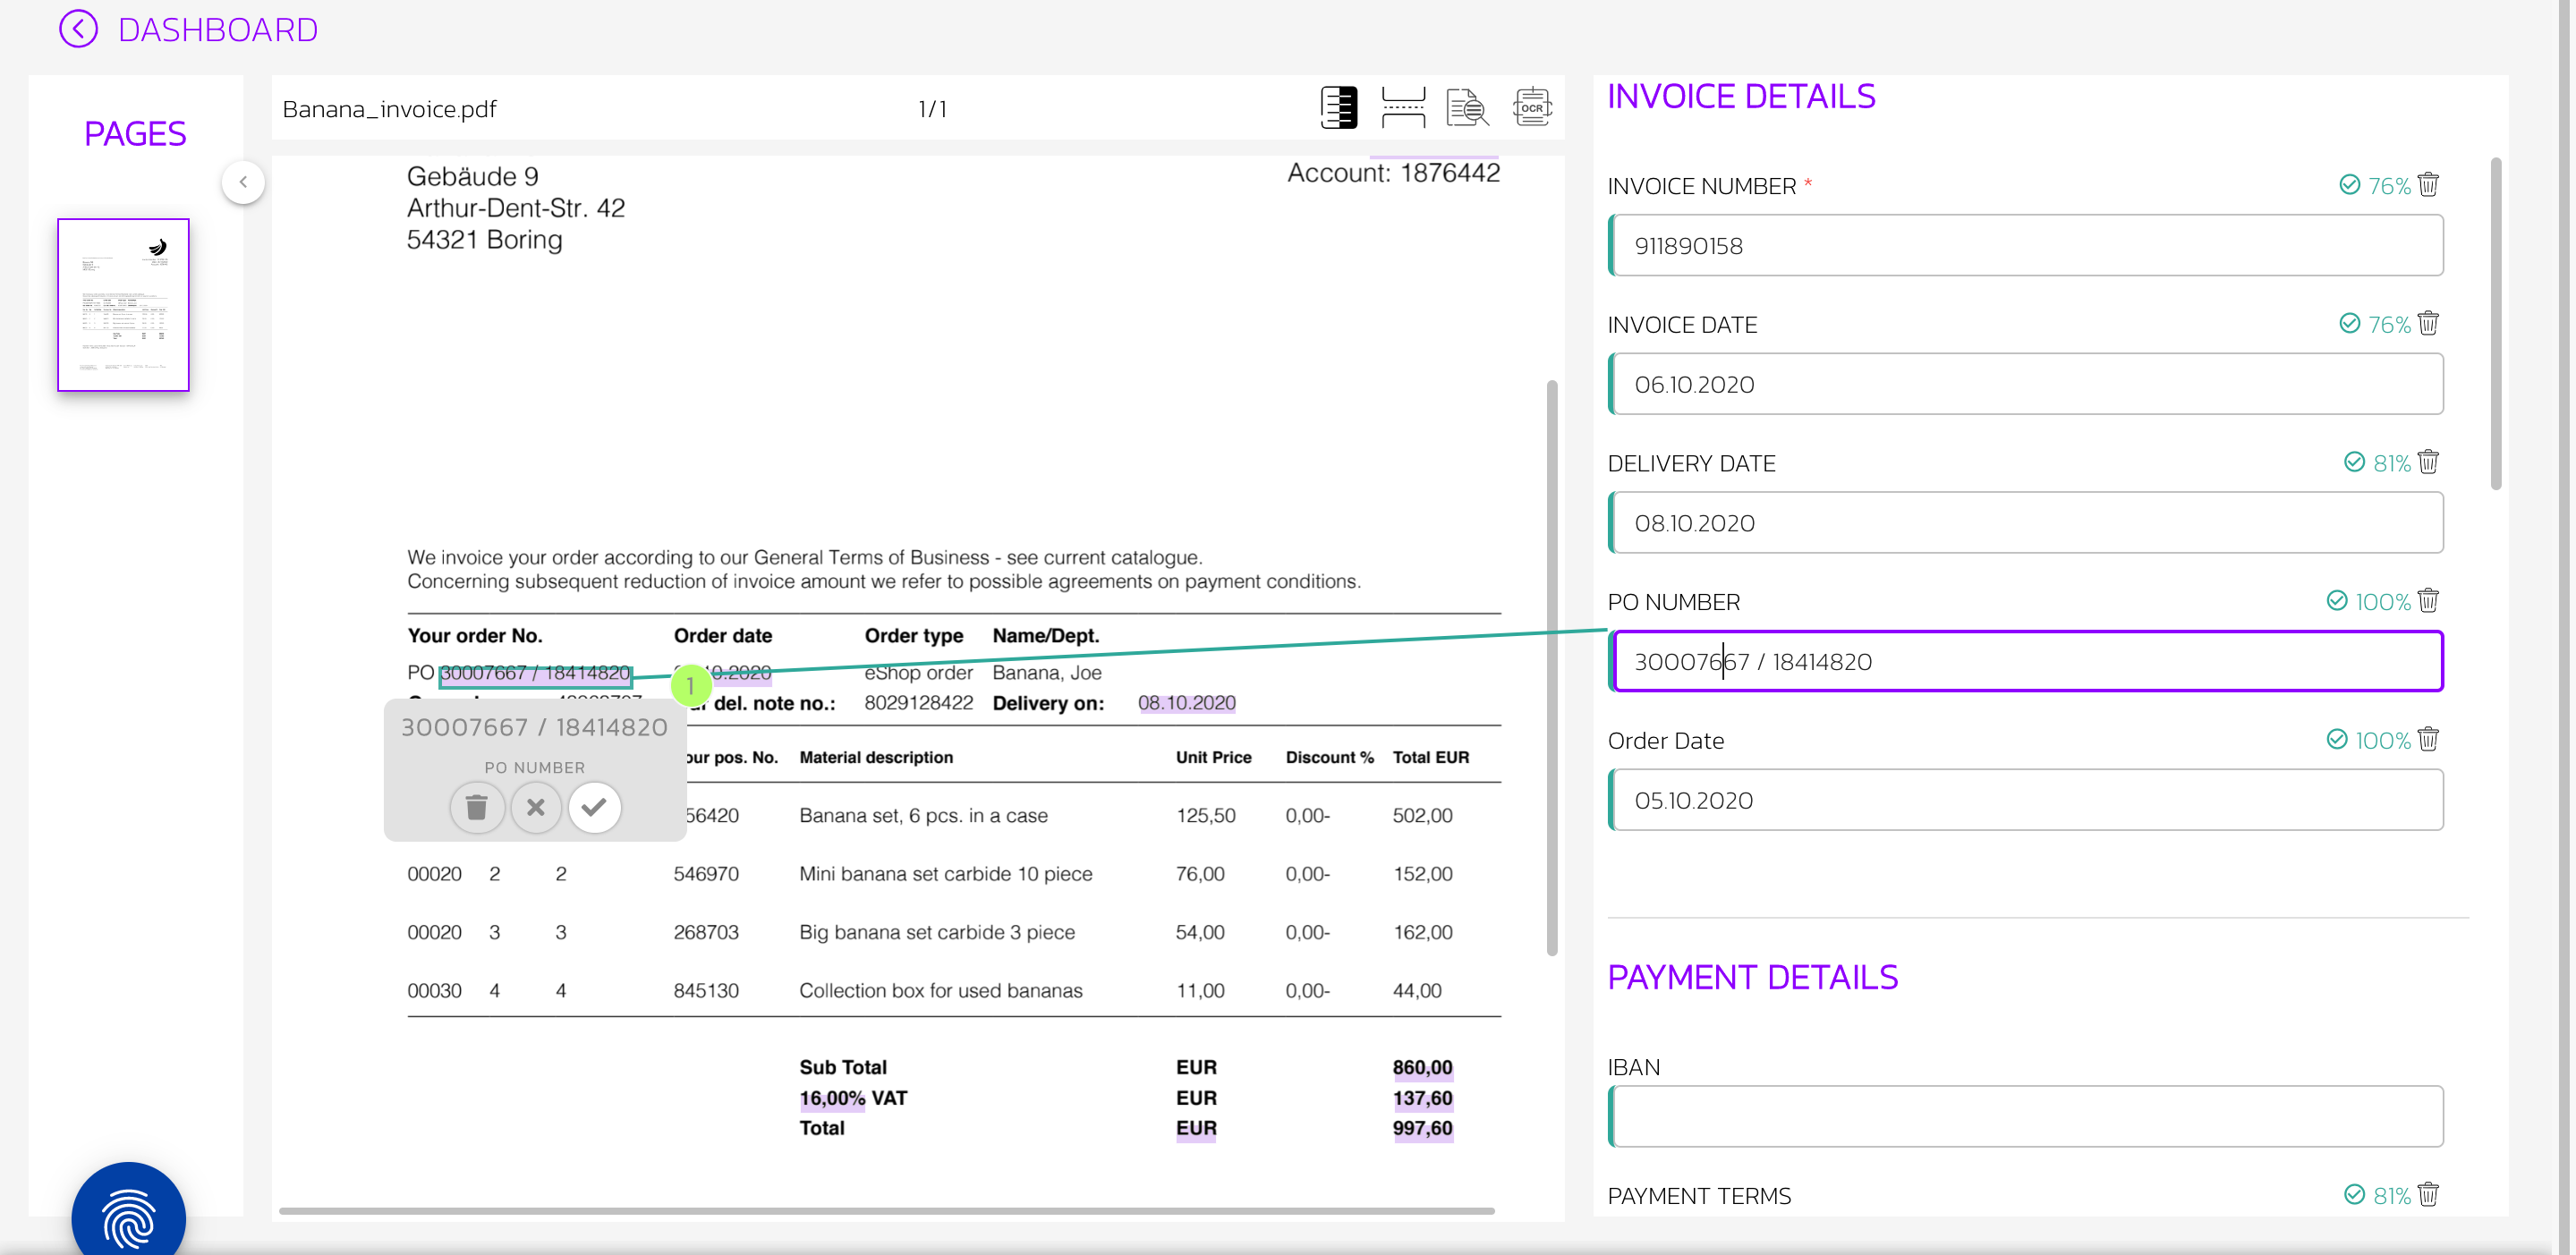 DASHBOARD
PAGES
Banana_invoice.pdf
1/1
OCR
Gebäude 9
Arthur-Dent-Str. 42
54321 Boring
Account: 1876442
We invoice your order according to our General Terms of Business - see current catalogue.
Concerning subsequent reduction of invoice amount we refer to possible agreements on payment conditions.
Your order No. Order date Order type Name/Dept.
PO 30007667 / 18414820 .10.2020 eShop order Banana, Joe
del. note no.: 8029128422 Delivery on: 08.10.2020
1
30007667 / 18414820
PO NUMBER
our pos. No. Material description Unit Price Discount % Total EUR
56420 Banana set, 6 pcs. in a case 125,50 0,00- 502,00
00020 2 2 546970 Mini banana set carbide 10 piece 76,00 0,00- 152,00
00020 3 3 268703 Big banana set carbide 3 piece 54,00 0,00- 162,00
00030 4 4 845130 Collection box for used bananas 11,00 0,00- 44,00
Sub Total EUR 860,00
16,00% VAT EUR 137,60
Total EUR 997,60
INVOICE DETAILS
INVOICE NUMBER * 76%
911890158
INVOICE DATE 76%
06.10.2020
DELIVERY DATE 81%
08.10.2020
PO NUMBER 100%
30007667 / 18414820
Order Date 100%
05.10.2020
PAYMENT DETAILS
IBAN
PAYMENT TERMS 81%